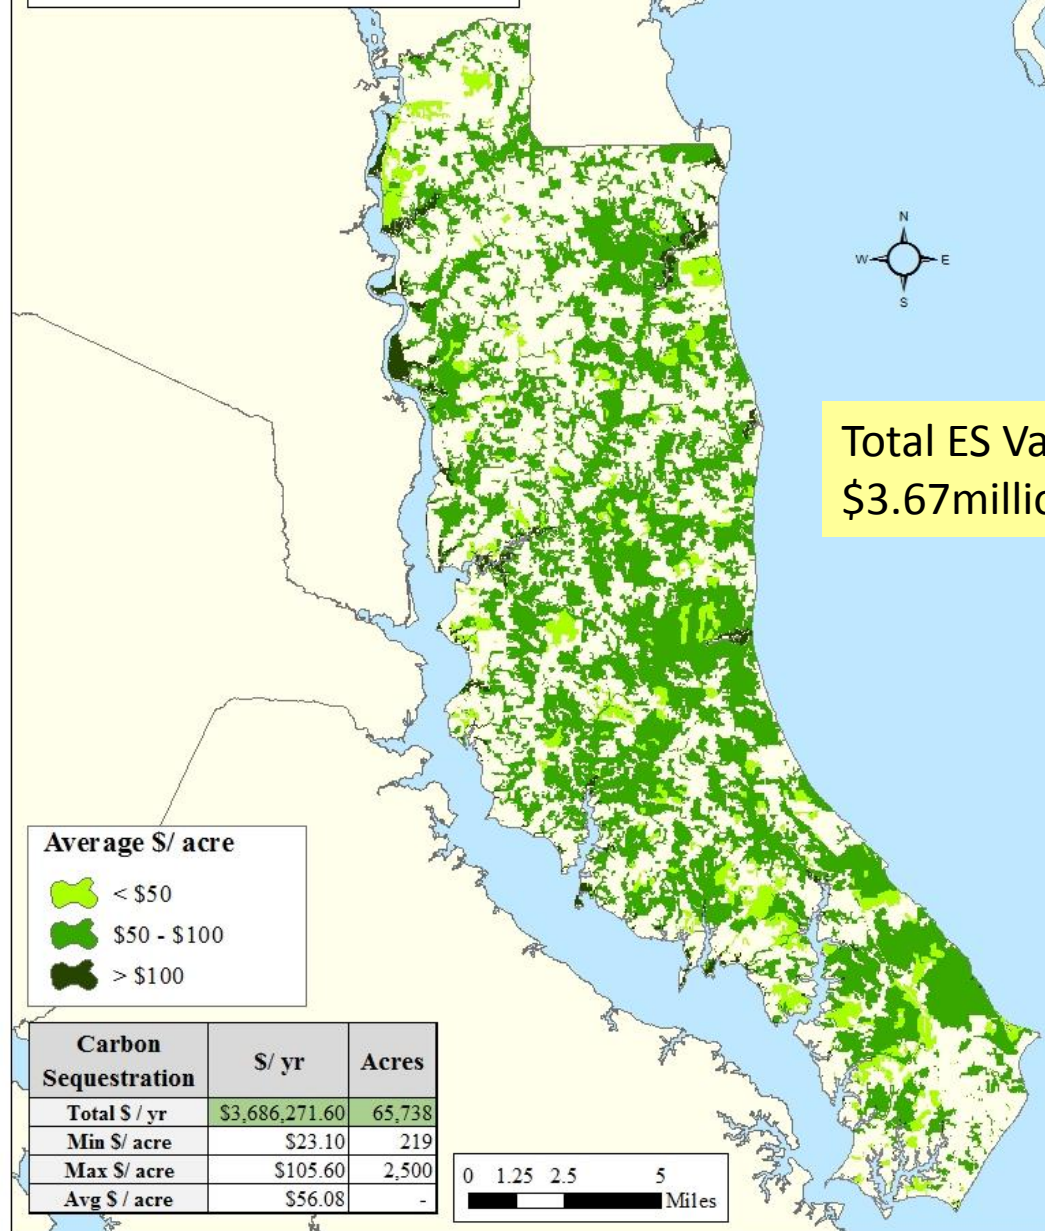 N
W E
S
Total ES Va
$3.67millio
Average $/ acre
< $50
$50 - $100
> $100
Carbon Sequestration $/ yr Acres
Total $ / yr $3,686,271.60 65,738
Min $/ acre $23.10 219
Max $/ acre $105.60 2,500
Avg $ / acre $56.08 -
0 1.25 2.5 5
Miles